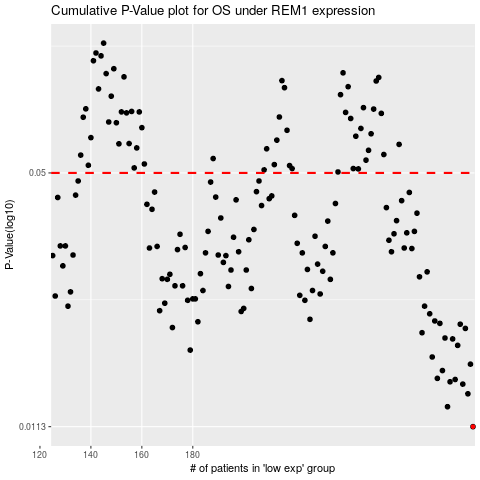 Cumulative P-Value plot for OS under REM1 expression
P-Value(log10)
0.05
0.0113
120 140 160 180
# of patients in 'low exp' group